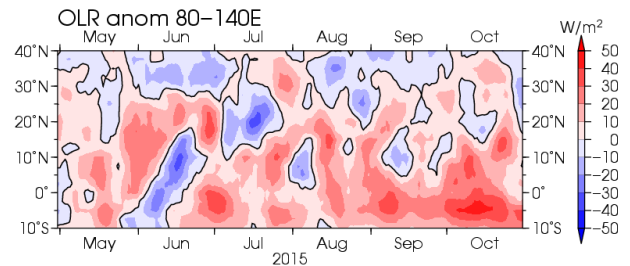 OLR anom 80−140E
W/m²
May Jun Jul Aug Sep Oct
40°N 40°N 50
30°N 30°N 40
20°N 20°N 30
10°N 10°N 20
0° 0° 10
10°S 10°S 0
−10
−20
−30
−40
−50
May Jun Jul Aug Sep Oct
2015